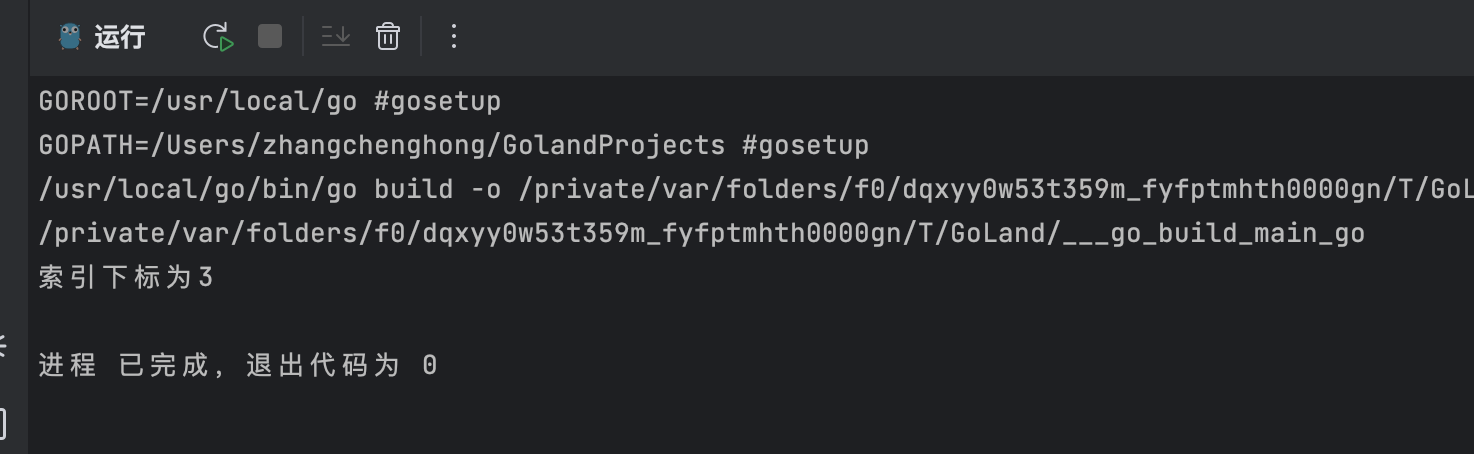 运行
GOROOT=/usr/local/go #gosetup
GOPATH=/Users/zhangchenghong/GolandProjects #gosetup
/usr/local/go/bin/go build -o /private/var/folders/f0/dqxyy0w53t359m_fyfptmhth0000gn/T/GoL
/private/var/folders/f0/dqxyy0w53t359m_fyfptmhth0000gn/T/GoLand/___go_build_main_go
索引下标为3
进程 已完成, 退出代码为 0